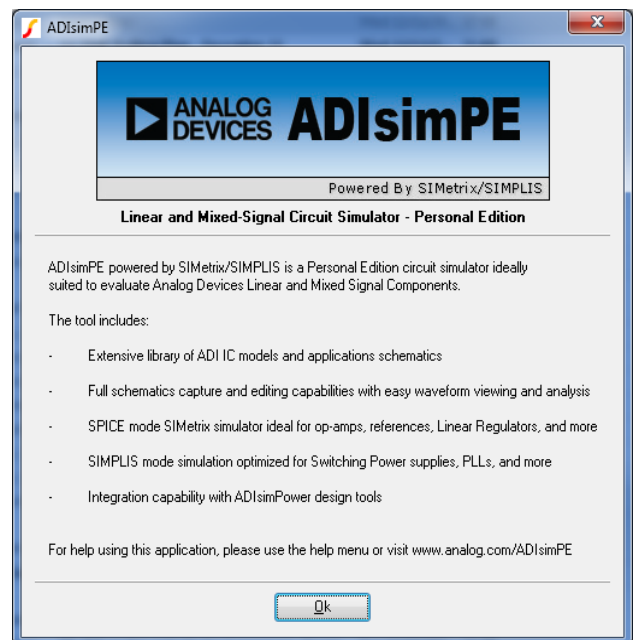 ADIsimPE
ANALOG
DEVICES
ADIsimPE
Powered By SIMetrix/SIMPLIS
Linear and Mixed-Signal Circuit Simulator - Personal Edition
ADIsimPE powered by SIMetrix/SIMPLIS is a Personal Edition circuit simulator ideally
suited to evaluate Analog Devices Linear and Mixed Signal Components.
The tool includes:
- Extensive library of ADI IC models and applications schematics
- Full schematics capture and editing capabilities with easy waveform viewing and analysis
- SPICE mode SIMetrix simulator ideal for op-amps, references, Linear Regulators, and more
- SIMPLIS mode simulation optimized for Switching Power supplies, PLLs, and more
- Integration capability with ADIsimPower design tools
For help using this application, please use the help menu or visit www.analog.com/ADIsimPE
Ok